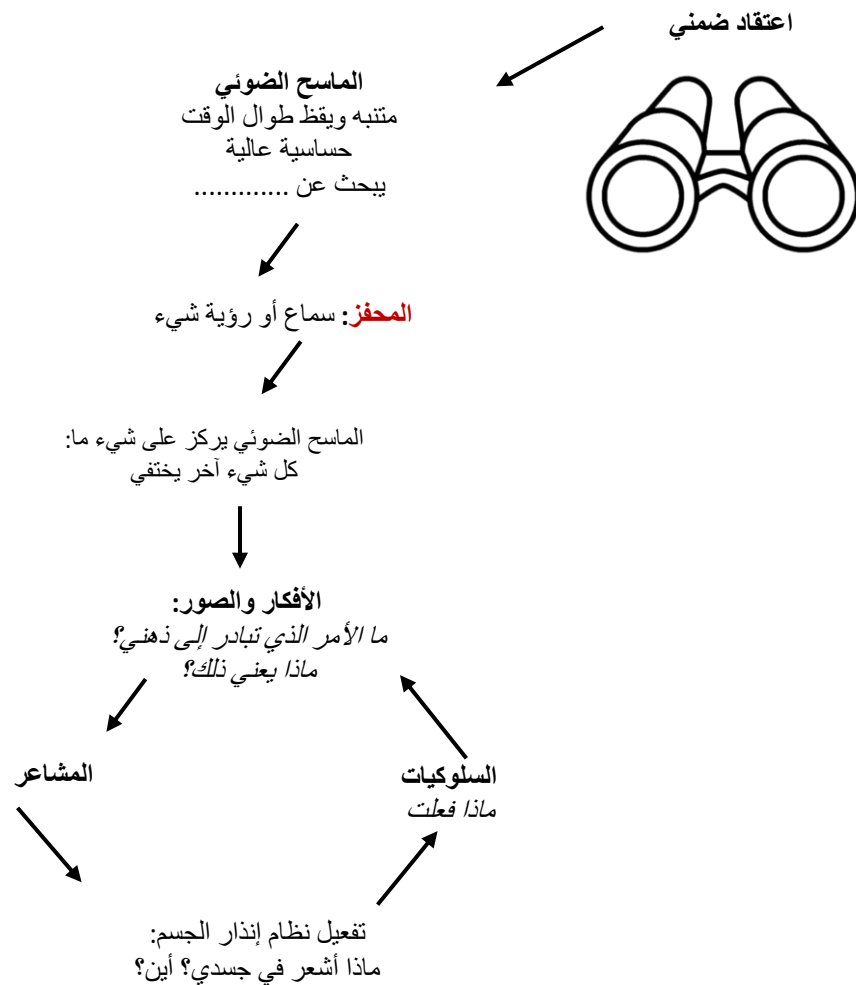 اعتقاد ضمني
الماسح الضوئي
متنبه ويقظ طوال الوقت
حساسية عالية
يبحث عن .............
المحفز: سماع أو رؤية شيء
الماسح الضوئي يركز على شيء ما:
كل شيء آخر يختفي
الأفكار والصور:
ما الأمر الذي تبادر إلى ذهني؟
ماذا يعني ذلك؟
المشاعر
السلوكيات
ماذا فعلت
تفعيل نظام إنذار الجسم:
ماذا أشعر في جسدي؟ أين؟